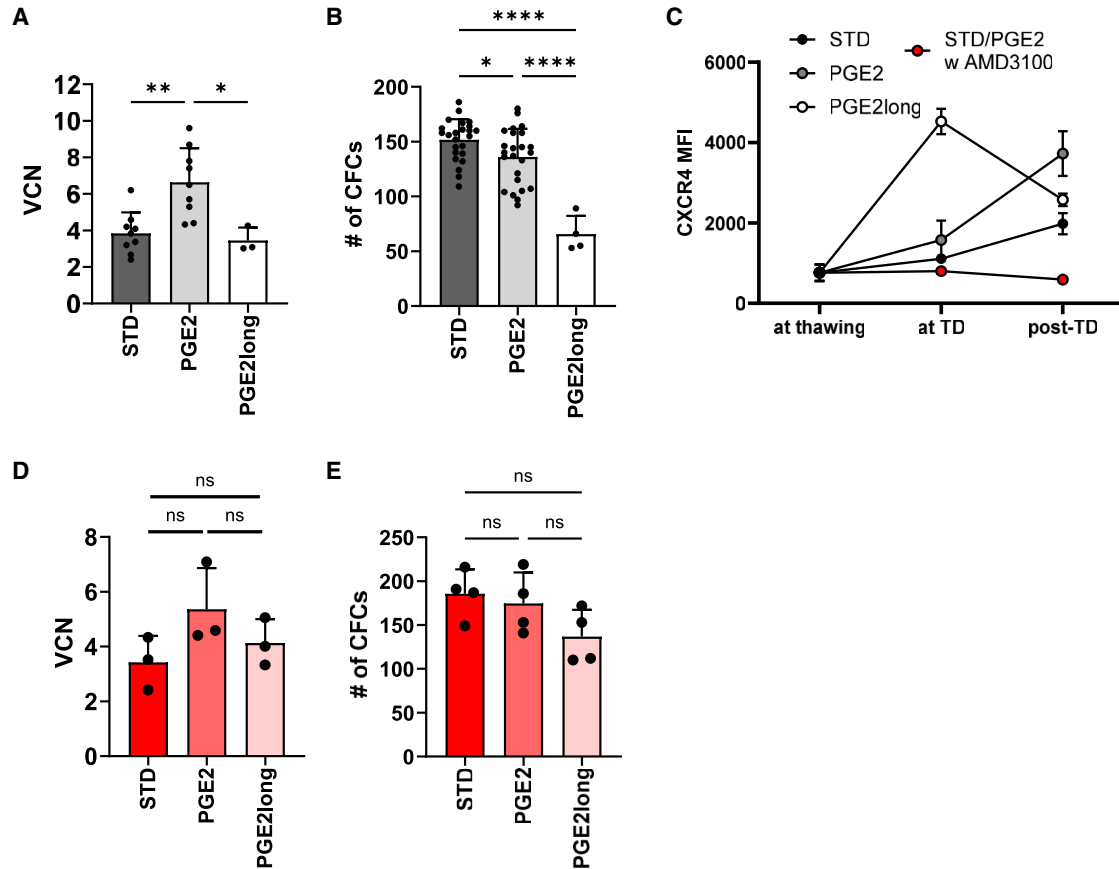 A
VCN
12
10
8
6
4
2
0
**
*
STD
PGE2
PGE2long
B
# of CFCs
200
150
100
50
0
****
*
****
STD
PGE2
PGE2long
C
STD
PGE2
PGE2long
STD/PGE2
w AMD3100
CXCR4 MFI
6000
4000
2000
0
at thawing
at TD
post-TD
D
VCN
8
6
4
2
0
ns
ns
ns
STD
PGE2
PGE2long
E
# of CFCs
250
200
150
100
50
0
ns
ns
ns
STD
PGE2
PGE2long